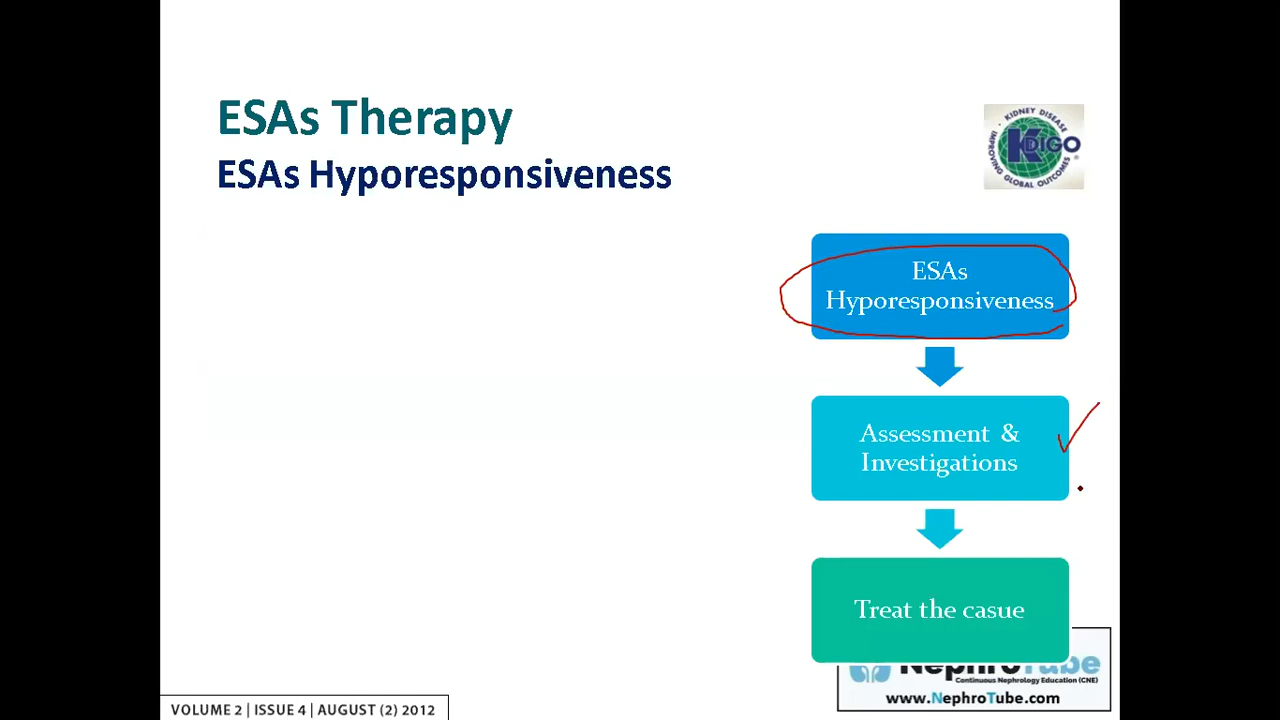 ESAs Therapy
ESAs Hyporesponsiveness
KIDNEY DISEASE
KDIGO
IMPROVING GLOBAL OUTCOMES
ESAs
Hyporesponsiveness
Assessment &
Investigations
Treat the casue
NephroTube
Continuous Nephrology Education (CNE)
www.NephroTube.com
VOLUME 2 | ISSUE 4 | AUGUST (2) 2012